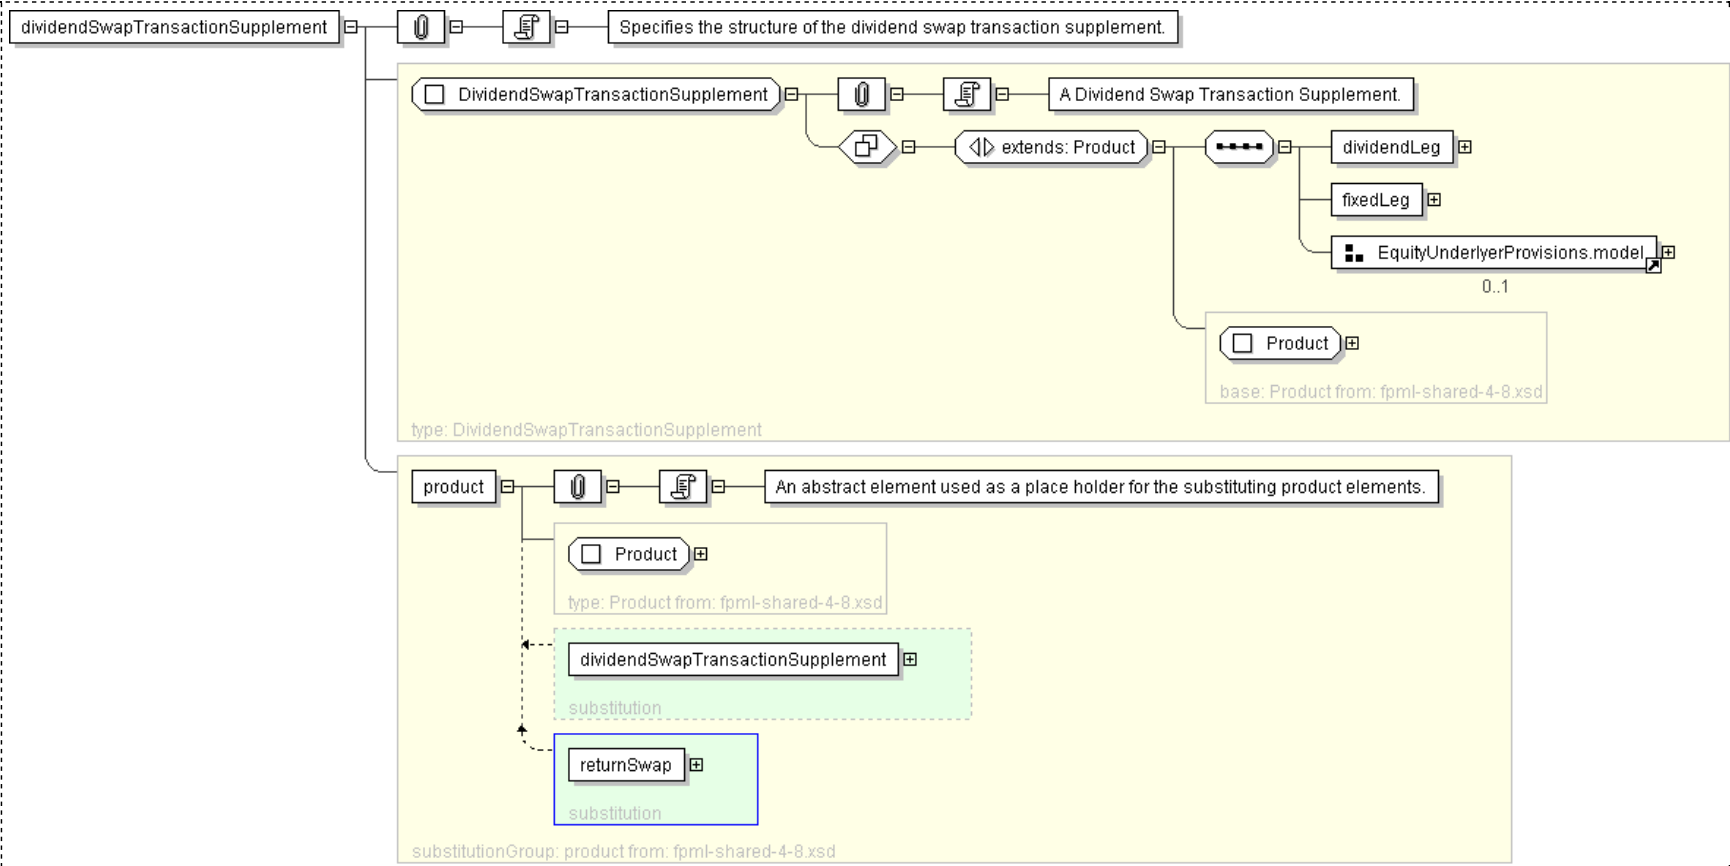 dividendSwapTransactionSupplement
Specifies the structure of the dividend swap transaction supplement.
DividendSwapTransactionSupplement
A Dividend Swap Transaction Supplement.
extends: Product
dividendLeg
fixedLeg
EquityUnderlyerProvisions.model
0..1
Product
base: Product from: fpml-shared-4-8.xsd
type: DividendSwapTransactionSupplement
product
An abstract element used as a place holder for the substituting product elements.
Product
type: Product from: fpml-shared-4-8.xsd
dividendSwapTransactionSupplement
substitution
returnSwap
substitution
substitutionGroup: product from: fpml-shared-4-8.xsd